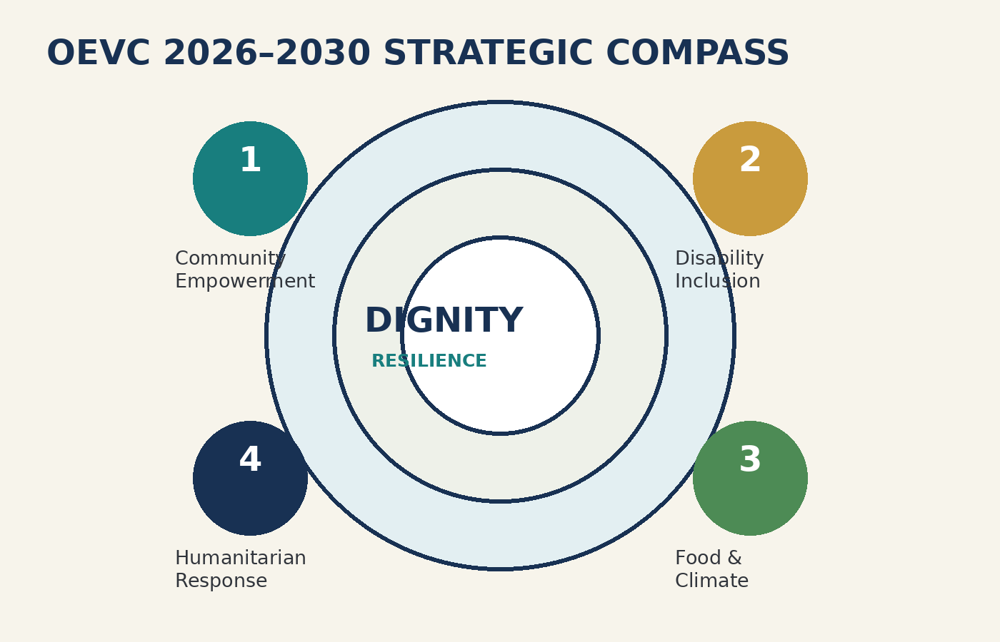 OEVC 2026–2030 STRATEGIC COMPASS
1
Community
Empowerment
2
Disability
Inclusion
DIGNITY
RESILIENCE
4
Humanitarian
Response
3
Food &
Climate